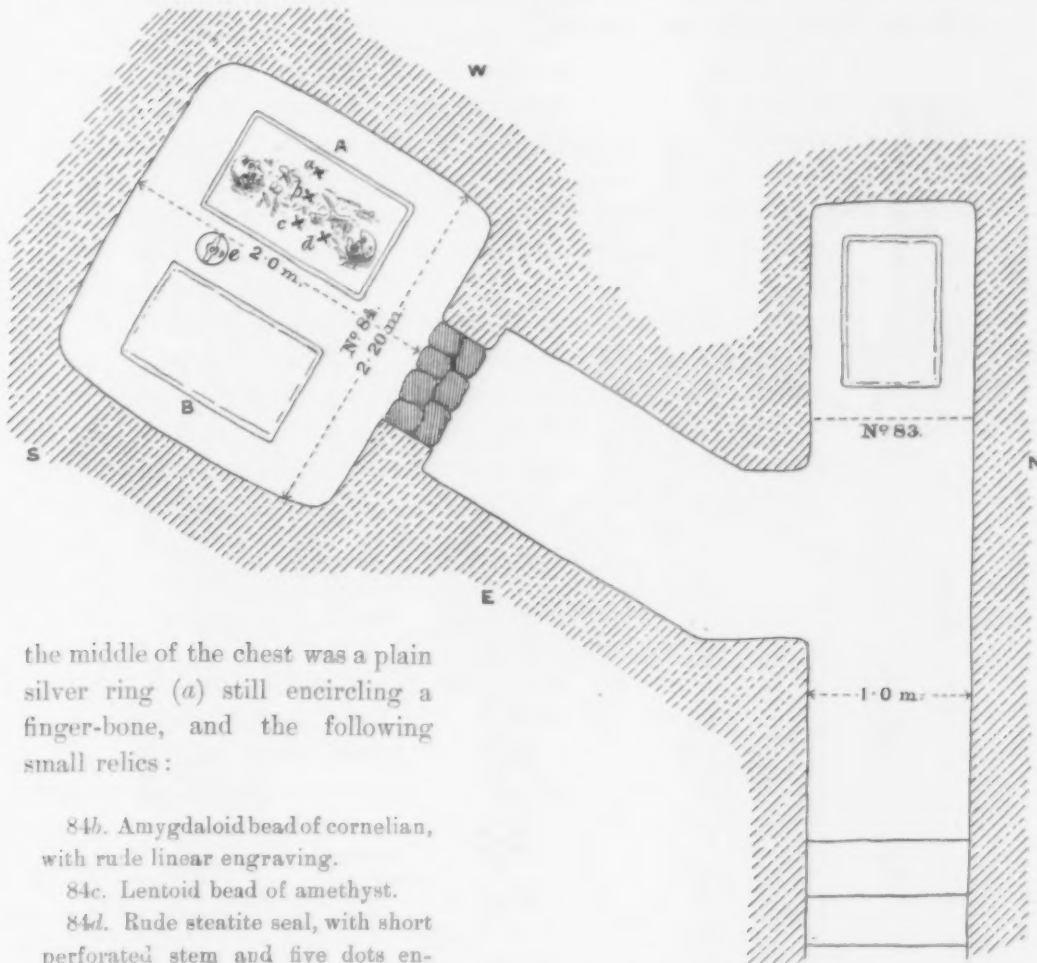 W
A
a
b
c
d
e
2·0 m.
Nº 84.
2·20 m.
B
S
E
Nº 83.
N
1·0 m.
the middle of the chest was a plain
silver ring (a) still encircling a
finger-bone, and the following
small relics :
84b. Amygdaloid bead of cornelian,
with rude linear engraving.
84c. Lentoid bead of amethyst.
84d. Rude steatite seal, with short
perforated stem and five dots en-